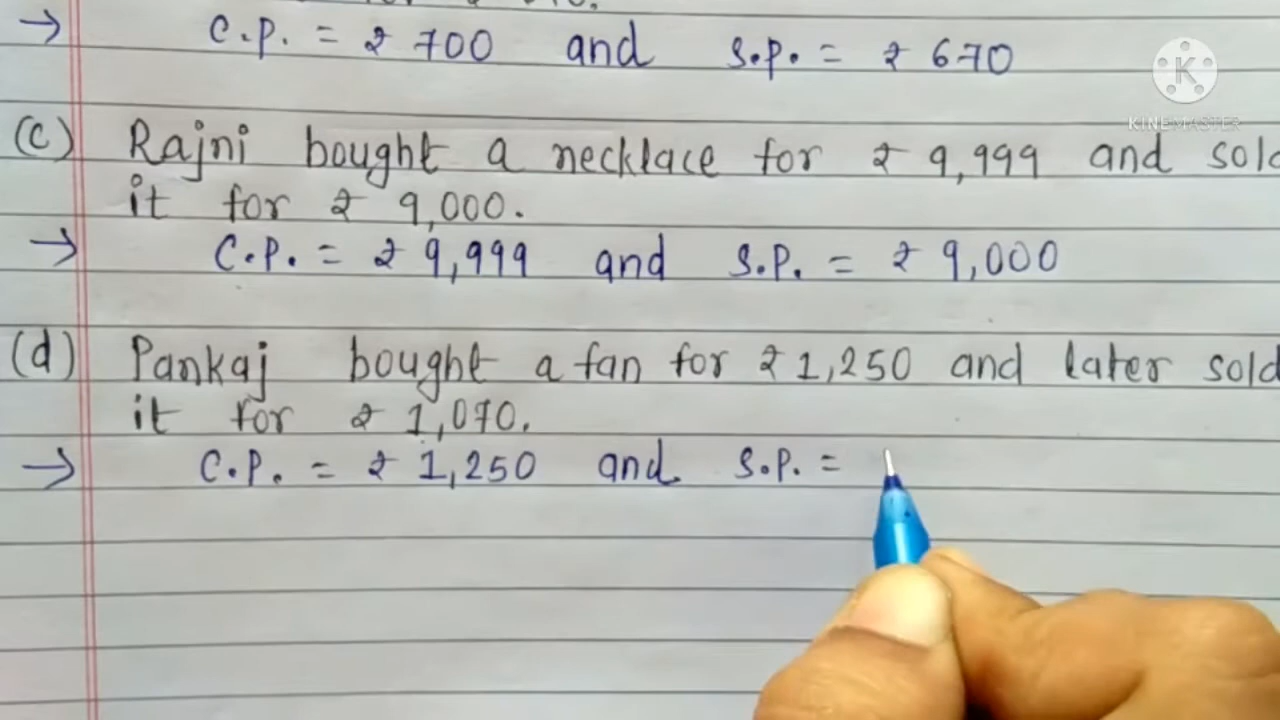 → C.P. = ₹ 700 and S.P. = ₹ 670
KINEMASTER
(c) Rajni bought a necklace for ₹ 9,999 and sold
it for ₹ 9,000.
→ C.P. = ₹ 9,999 and S.P. = ₹ 9,000
(d) Pankaj bought a fan for ₹ 1,250 and later sold
it for ₹ 1,070.
→ C.P. = ₹ 1,250 and S.P. =